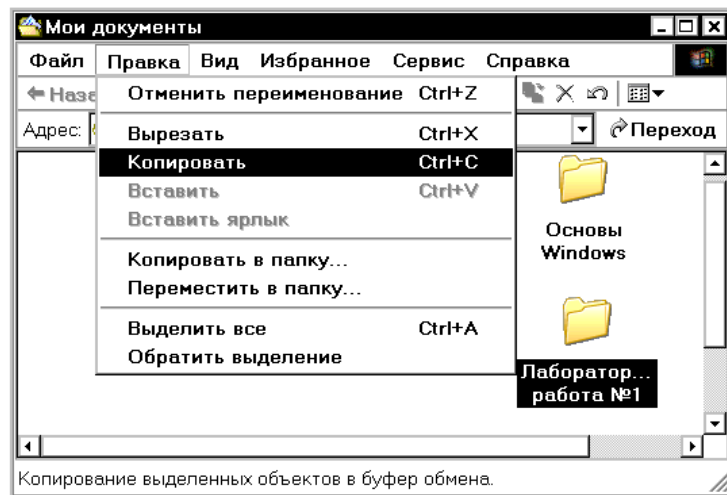 Мои документы
Файл Правка Вид Избранное Сервис Справка
Наза
Отменить переименование Ctrl+Z
Адрес:
Переход
Вырезать Ctrl+X
Копировать Ctrl+C
Вставить Ctrl+V
Вставить ярлык
Копировать в папку...
Переместить в папку...
Выделить все Ctrl+A
Обратить выделение
Основы
Windows
Лаборатор...
работа №1
Копирование выделенных объектов в буфер обмена.